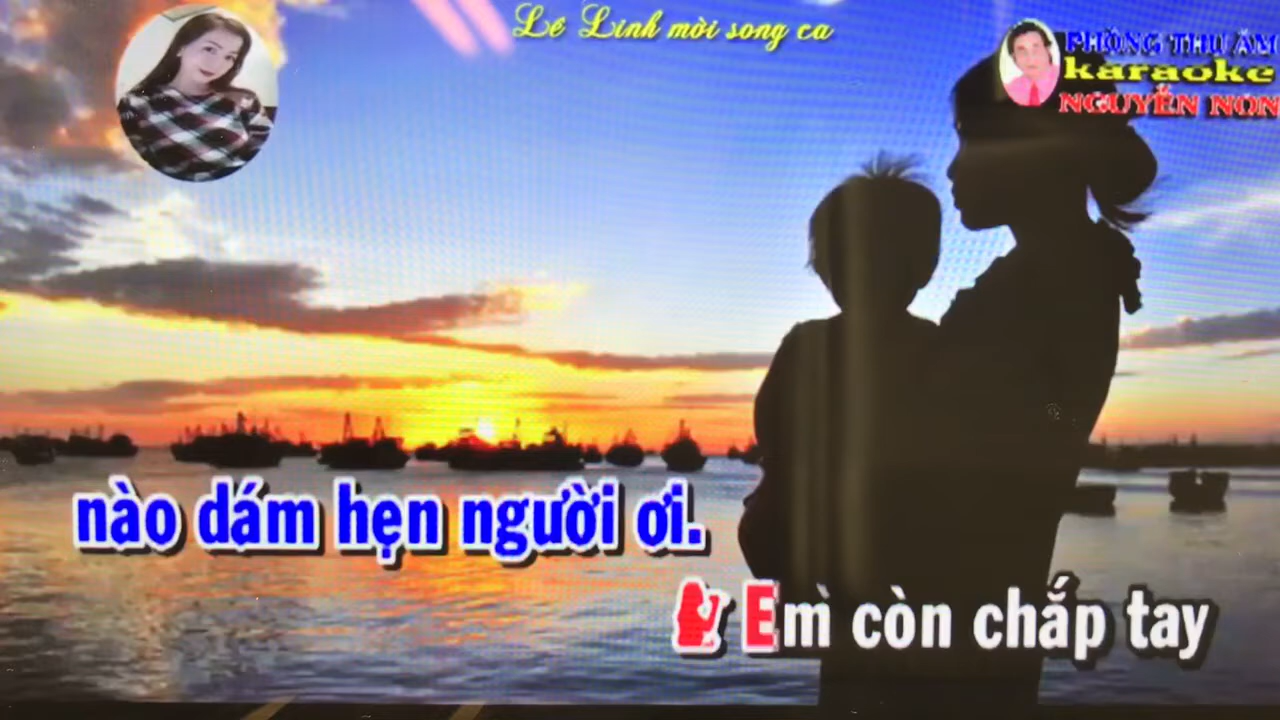 Lê Linh mời song ca
PHÒNG THU ÂM
karaoke
NGUYỄN NON
nào dám hẹn người ơi.
Em còn chắp tay